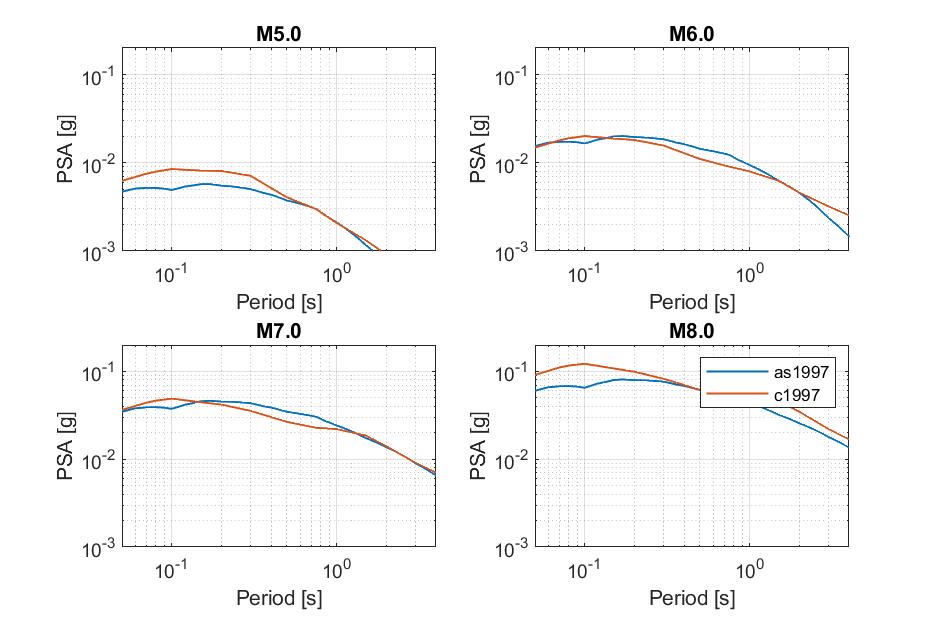 M5.0
PSA [g]
10^-1
10^-2
10^-3
10^-1
10^0
Period [s]
M6.0
PSA [g]
10^-1
10^-2
10^-3
10^-1
10^0
Period [s]
M7.0
PSA [g]
10^-1
10^-2
10^-3
10^-1
10^0
Period [s]
M8.0
PSA [g]
10^-1
10^-2
10^-3
as1997
c1997
10^-1
10^0
Period [s]